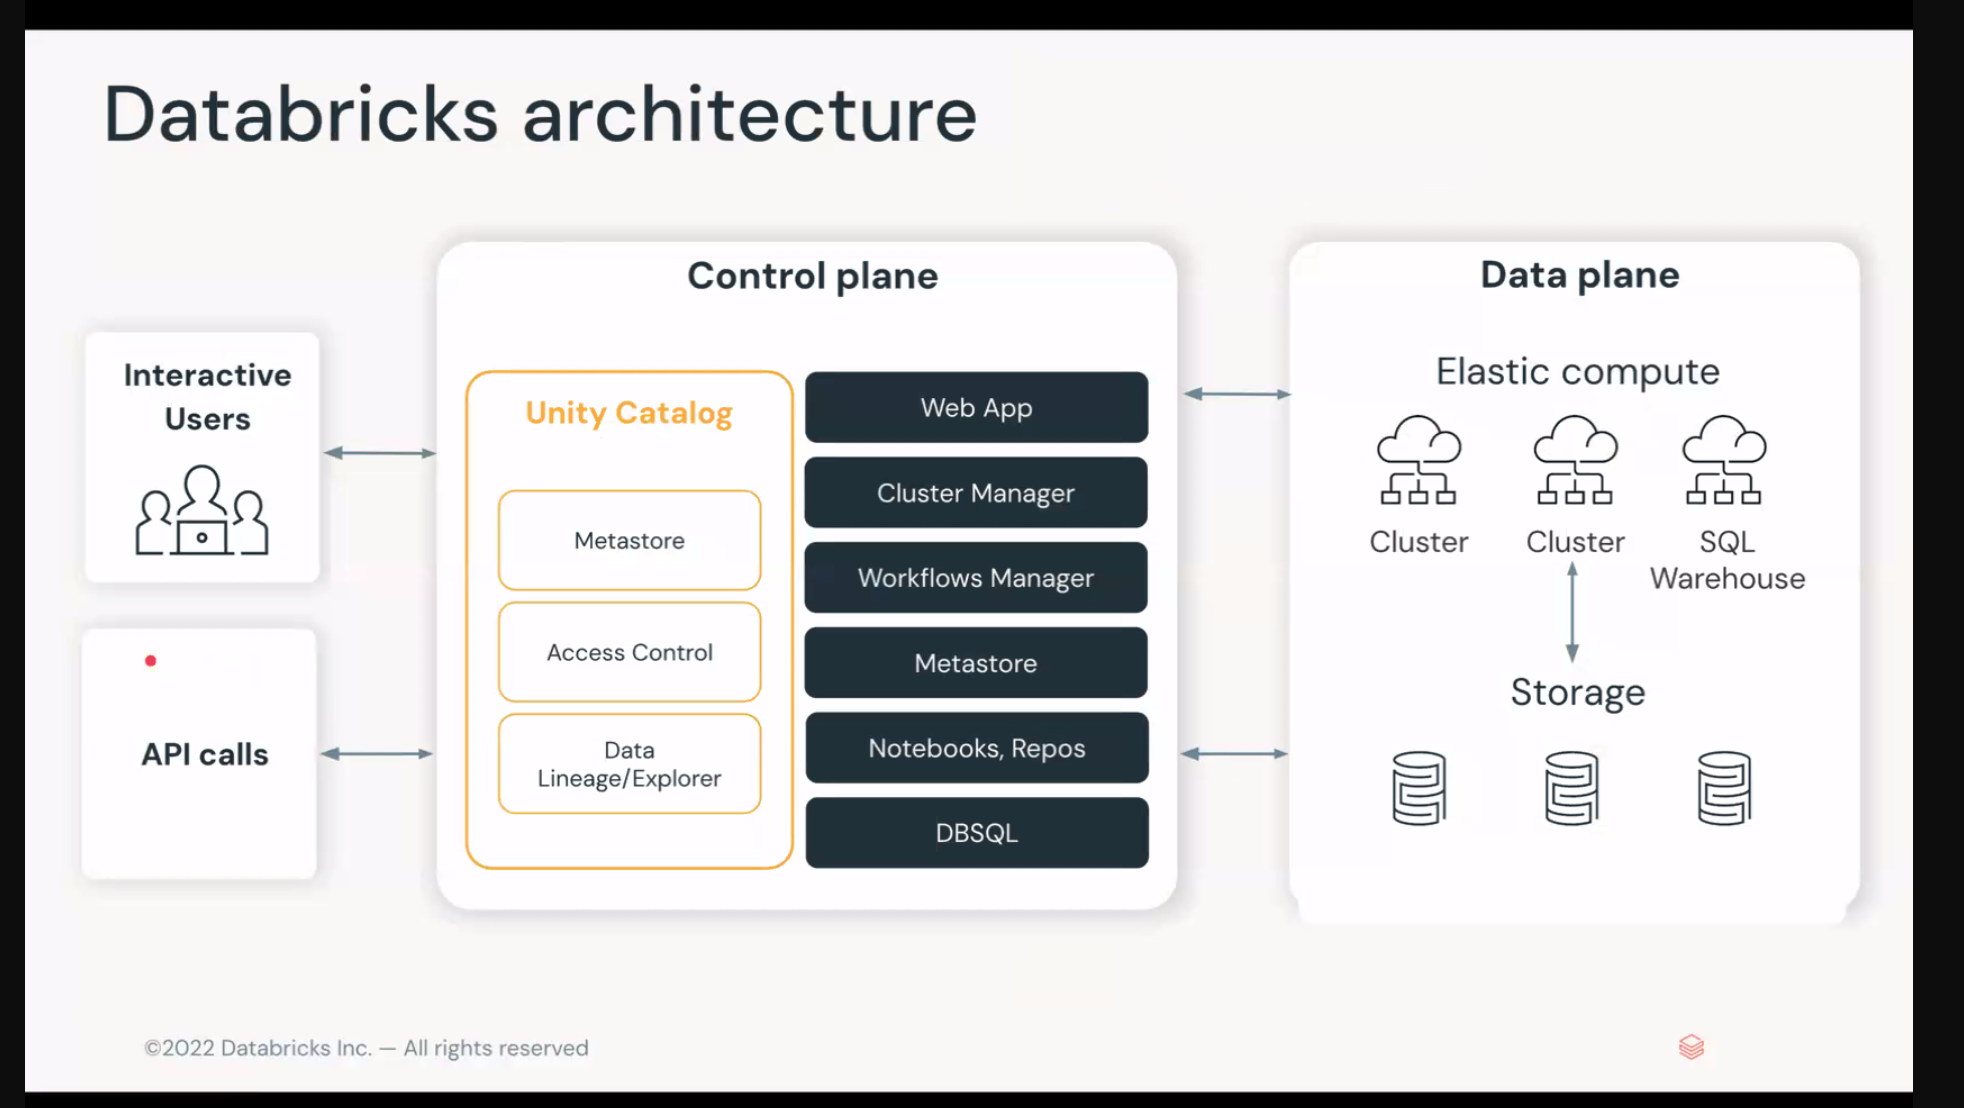 Databricks architecture
Interactive
Users
API calls
Control plane
Unity Catalog
Metastore
Access Control
Data
Lineage/Explorer
Web App
Cluster Manager
Workflows Manager
Metastore
Notebooks, Repos
DBSQL
Data plane
Elastic compute
Cluster
Cluster
SQL
Warehouse
Storage
©2022 Databricks Inc. — All rights reserved